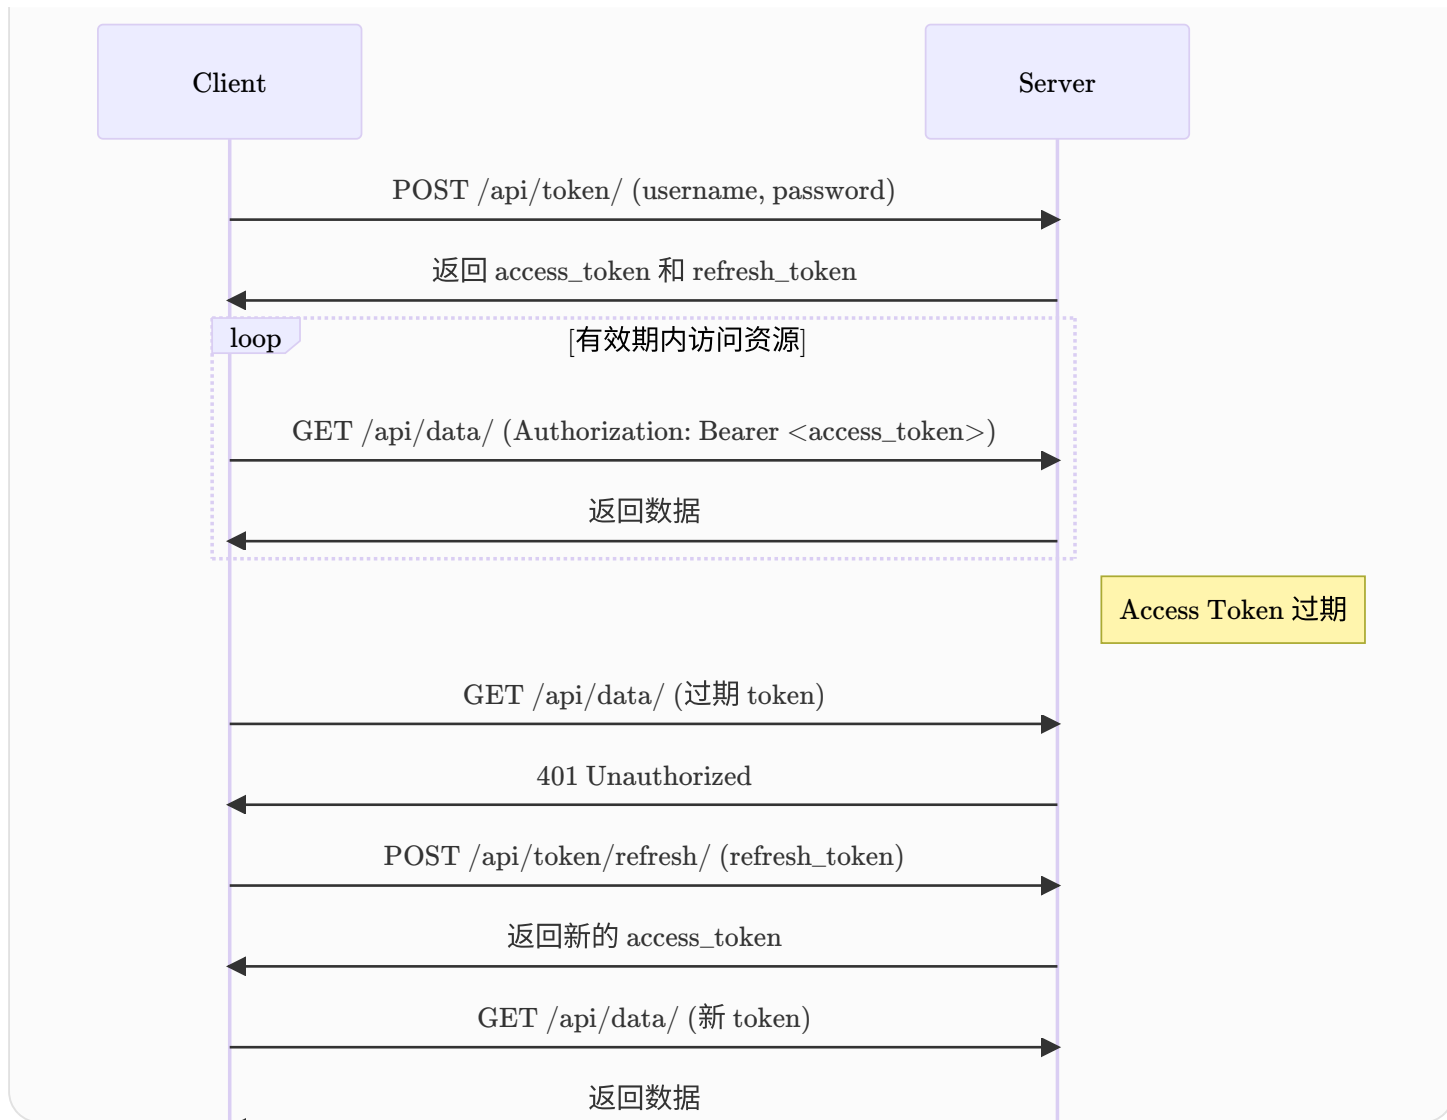 Client
Server
POST /api/token/ (username, password)
返回 access_token 和 refresh_token
loop
[有效期内访问资源]
GET /api/data/ (Authorization: Bearer <access_token>)
返回数据
Access Token 过期
GET /api/data/ (过期 token)
401 Unauthorized
POST /api/token/refresh/ (refresh_token)
返回新的 access_token
GET /api/data/ (新 token)
返回数据